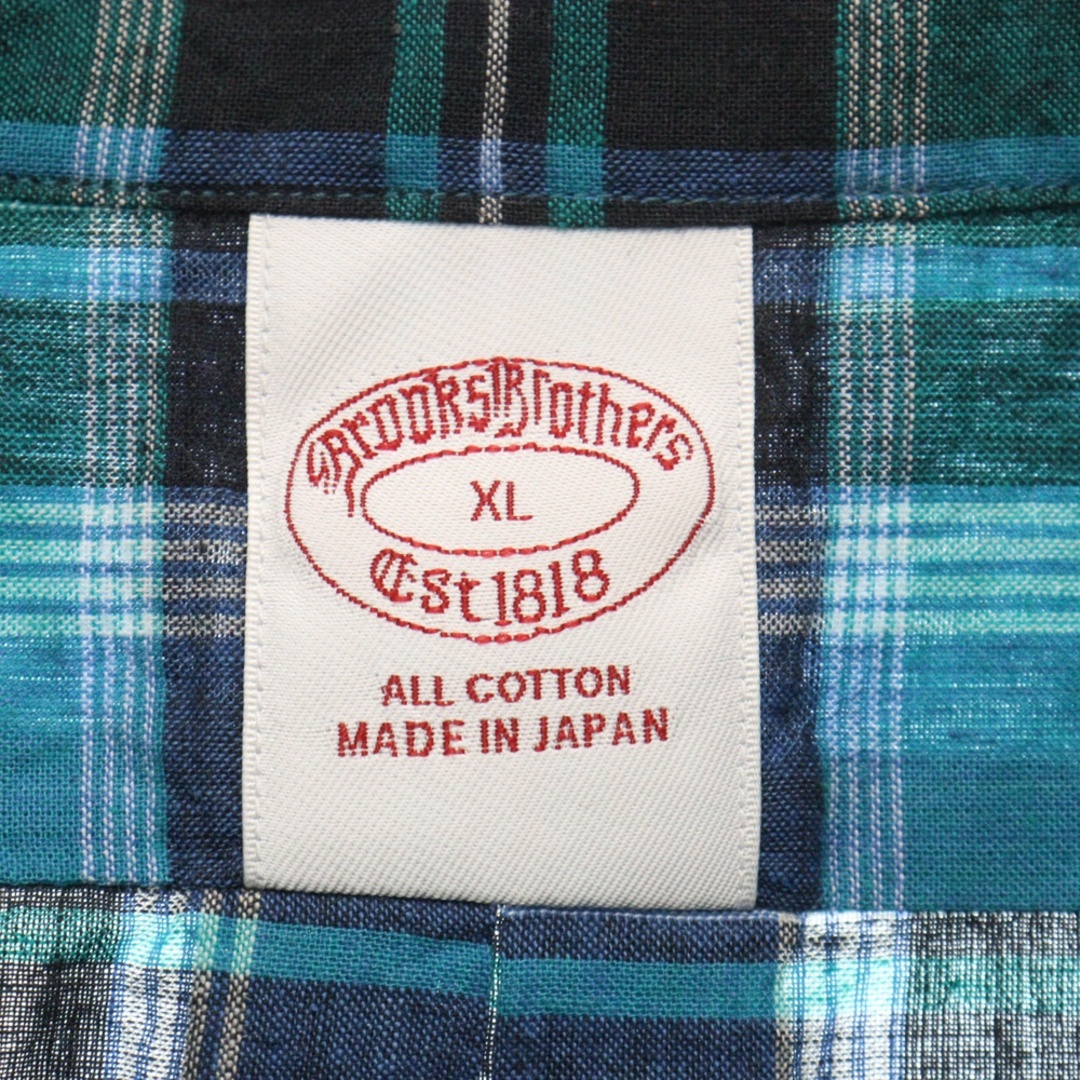 Brooks Brothers
XL
Est 1818
ALL COTTON
MADE IN JAPAN